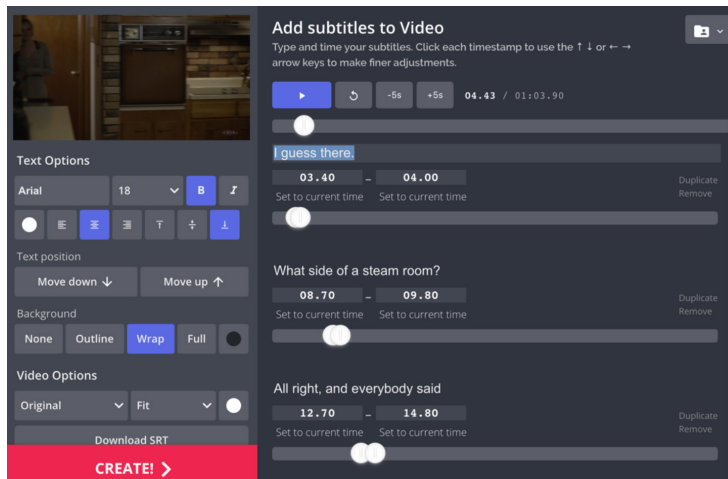 Add subtitles to Video
Type and time your subtitles. Click each timestamp to use the ↑ ↓ or ← →
arrow keys to make finer adjustments.
-5s
+5s
04.43 / 01:03.90
Text Options
Arial
18
B
I
Text position
Move down ↓
Move up ↑
Background
None
Outline
Wrap
Full
Video Options
Original
Fit
Download SRT
CREATE!
I guess there.
03.40 – 04.00
Set to current time
Set to current time
Duplicate
Remove
What side of a steam room?
08.70 – 09.80
Set to current time
Set to current time
Duplicate
Remove
All right, and everybody said
12.70 – 14.80
Set to current time
Set to current time
Duplicate
Remove